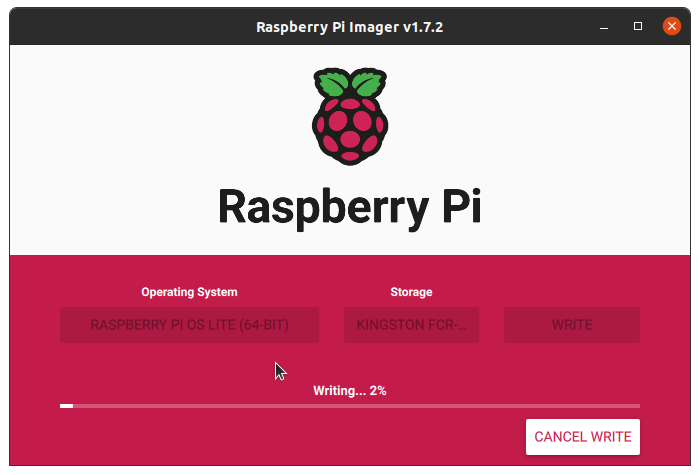 Raspberry Pi Imager v1.7.2
Raspberry Pi
Operating System
Storage
RASPBERRY PI OS LITE (64-BIT)
KINGSTON FCR-...
WRITE
Writing... 2%
CANCEL WRITE